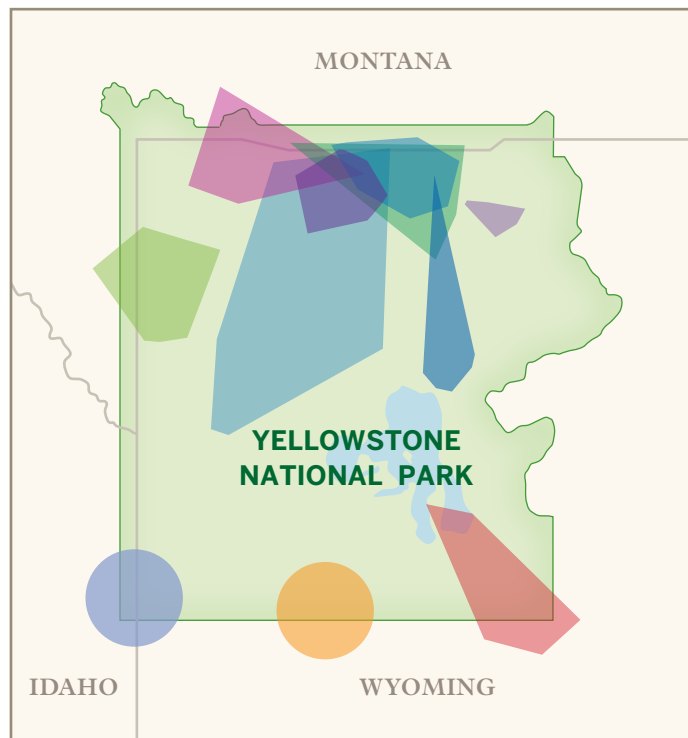 MONTANA
YELLOWSTONE
NATIONAL PARK
IDAHO
WYOMING